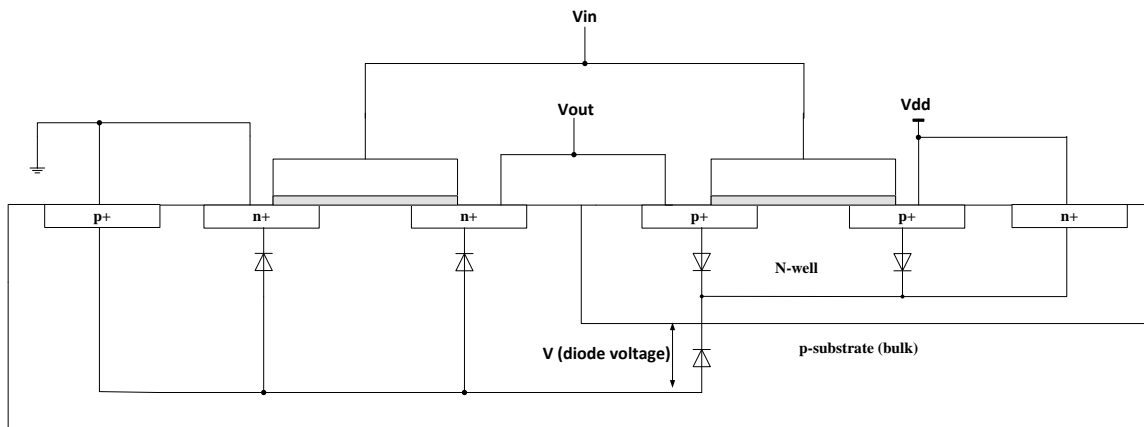 Vin
Vout
Vdd
p+
n+
n+
p+
p+
n+
N-well
V (diode voltage)
p-substrate (bulk)